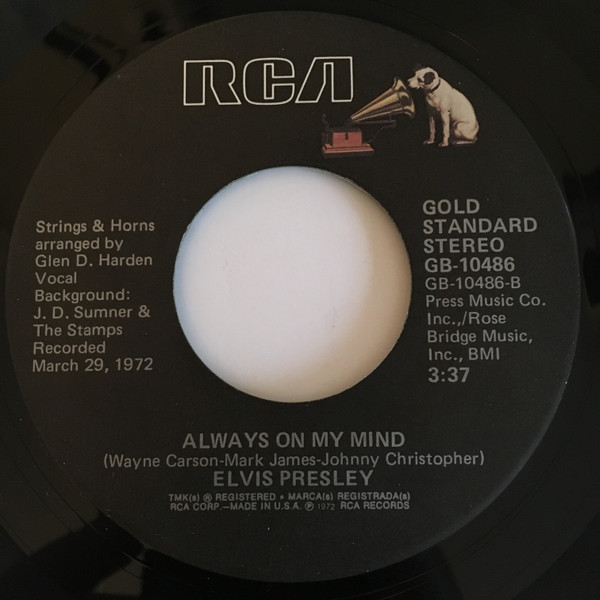 RCA
Strings & Horns
arranged by
Glen D. Harden
Vocal
Background:
J. D. Sumner &
The Stamps
Recorded
March 29, 1972
GOLD
STANDARD
STEREO
GB-10486
GB-10486-B
Press Music Co.
Inc.,/Rose
Bridge Music,
Inc., BMI
3:37
ALWAYS ON MY MIND
(Wayne Carson-Mark James-Johnny Christopher)
ELVIS PRESLEY
TMK(s) ® REGISTERED • MARCA(s) REGISTRADA(s)
RCA CORP.—MADE IN U.S.A. ℗ 1972 RCA RECORDS